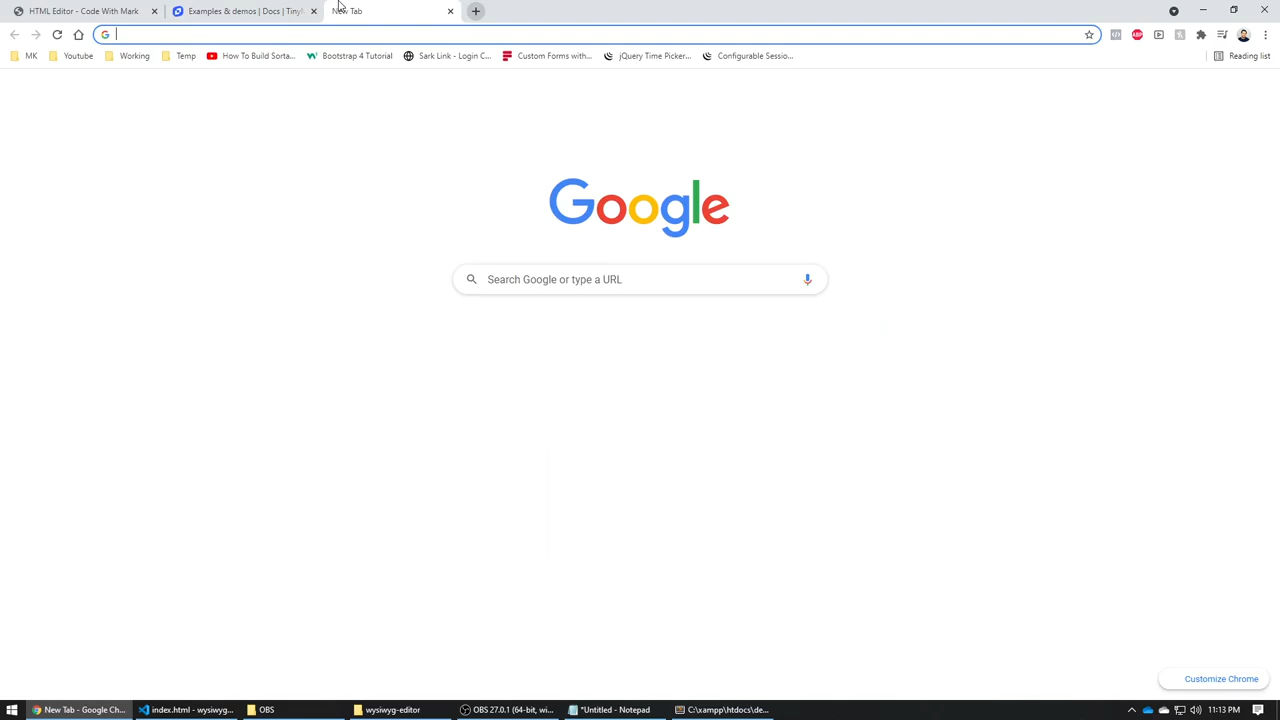 HTML Editor - Code With Mark
Examples & demos | Docs | Tiny
New Tab
MK
Youtube
Working
Temp
How To Build Sorta...
Bootstrap 4 Tutorial
Sark Link - Login C...
Custom Forms with...
jQuery Time Picker...
Configurable Sessio...
Reading list
Google
Search Google or type a URL
Customize Chrome
New Tab - Google Ch...
index.html - wysiwyg...
OBS
wysiwyg-editor
OBS 27.0.1 (64-bit, wi...
*Untitled - Notepad
C:\xampp\htdocs\de...
11:13 PM